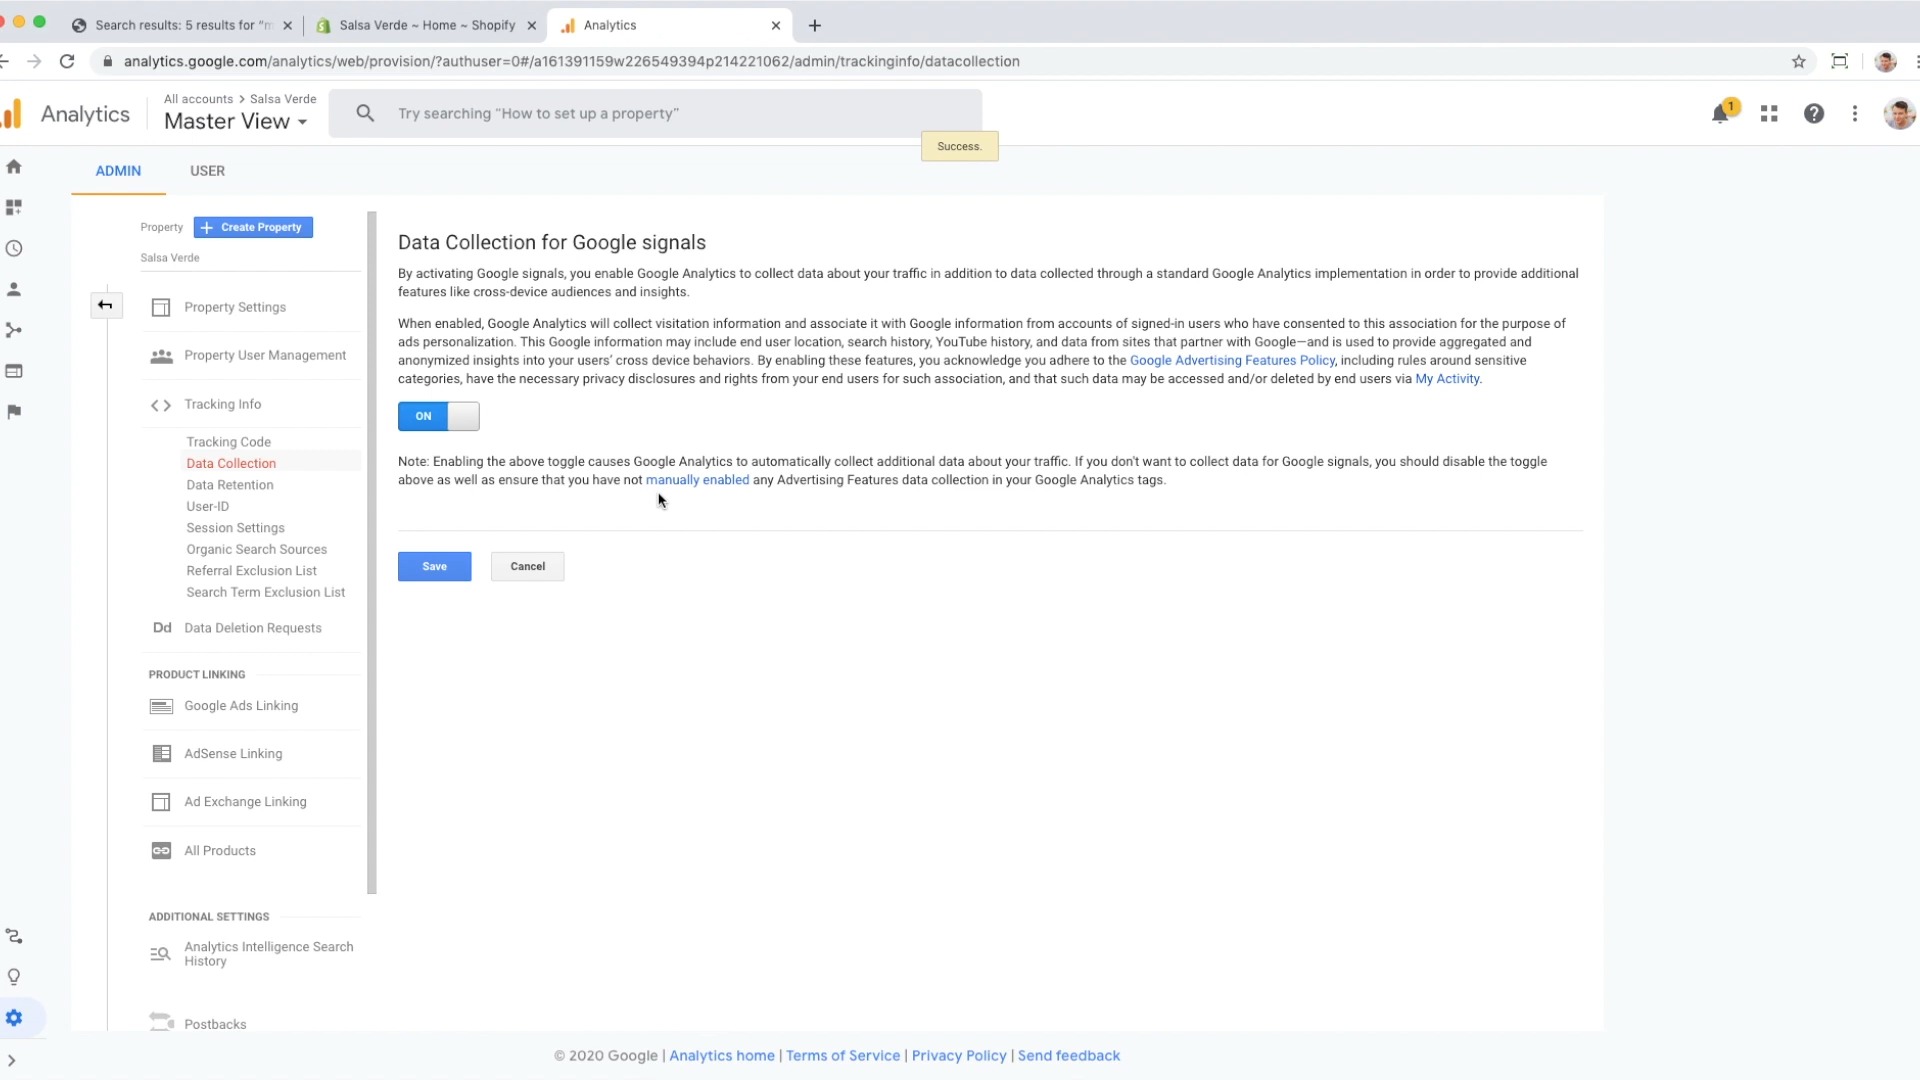 Search results: 5 results for "m
Salsa Verde ~ Home ~ Shopify
Analytics
analytics.google.com/analytics/web/provision/?authuser=0#/a161391159w226549394p214221062/admin/trackinginfo/datacollection
Analytics
All accounts > Salsa Verde
Master View
Try searching “How to set up a property”
1
Success.
ADMIN
USER
Property
Create Property
Salsa Verde
Property Settings
Property User Management
Tracking Info
Tracking Code
Data Collection
Data Retention
User-ID
Session Settings
Organic Search Sources
Referral Exclusion List
Search Term Exclusion List
Dd Data Deletion Requests
PRODUCT LINKING
Google Ads Linking
AdSense Linking
Ad Exchange Linking
All Products
ADDITIONAL SETTINGS
Analytics Intelligence Search
History
Postbacks
Data Collection for Google signals
By activating Google signals, you enable Google Analytics to collect data about your traffic in addition to data collected through a standard Google Analytics implementation in order to provide additional
features like cross-device audiences and insights.
When enabled, Google Analytics will collect visitation information and associate it with Google information from accounts of signed-in users who have consented to this association for the purpose of
ads personalization. This Google information may include end user location, search history, YouTube history, and data from sites that partner with Google—and is used to provide aggregated and
anonymized insights into your users’ cross device behaviors. By enabling these features, you acknowledge you adhere to the Google Advertising Features Policy, including rules around sensitive
categories, have the necessary privacy disclosures and rights from your end users for such association, and that such data may be accessed and/or deleted by end users via My Activity.
ON
Note: Enabling the above toggle causes Google Analytics to automatically collect additional data about your traffic. If you don't want to collect data for Google signals, you should disable the toggle
above as well as ensure that you have not manually enabled any Advertising Features data collection in your Google Analytics tags.
Save
Cancel
© 2020 Google | Analytics home | Terms of Service | Privacy Policy | Send feedback